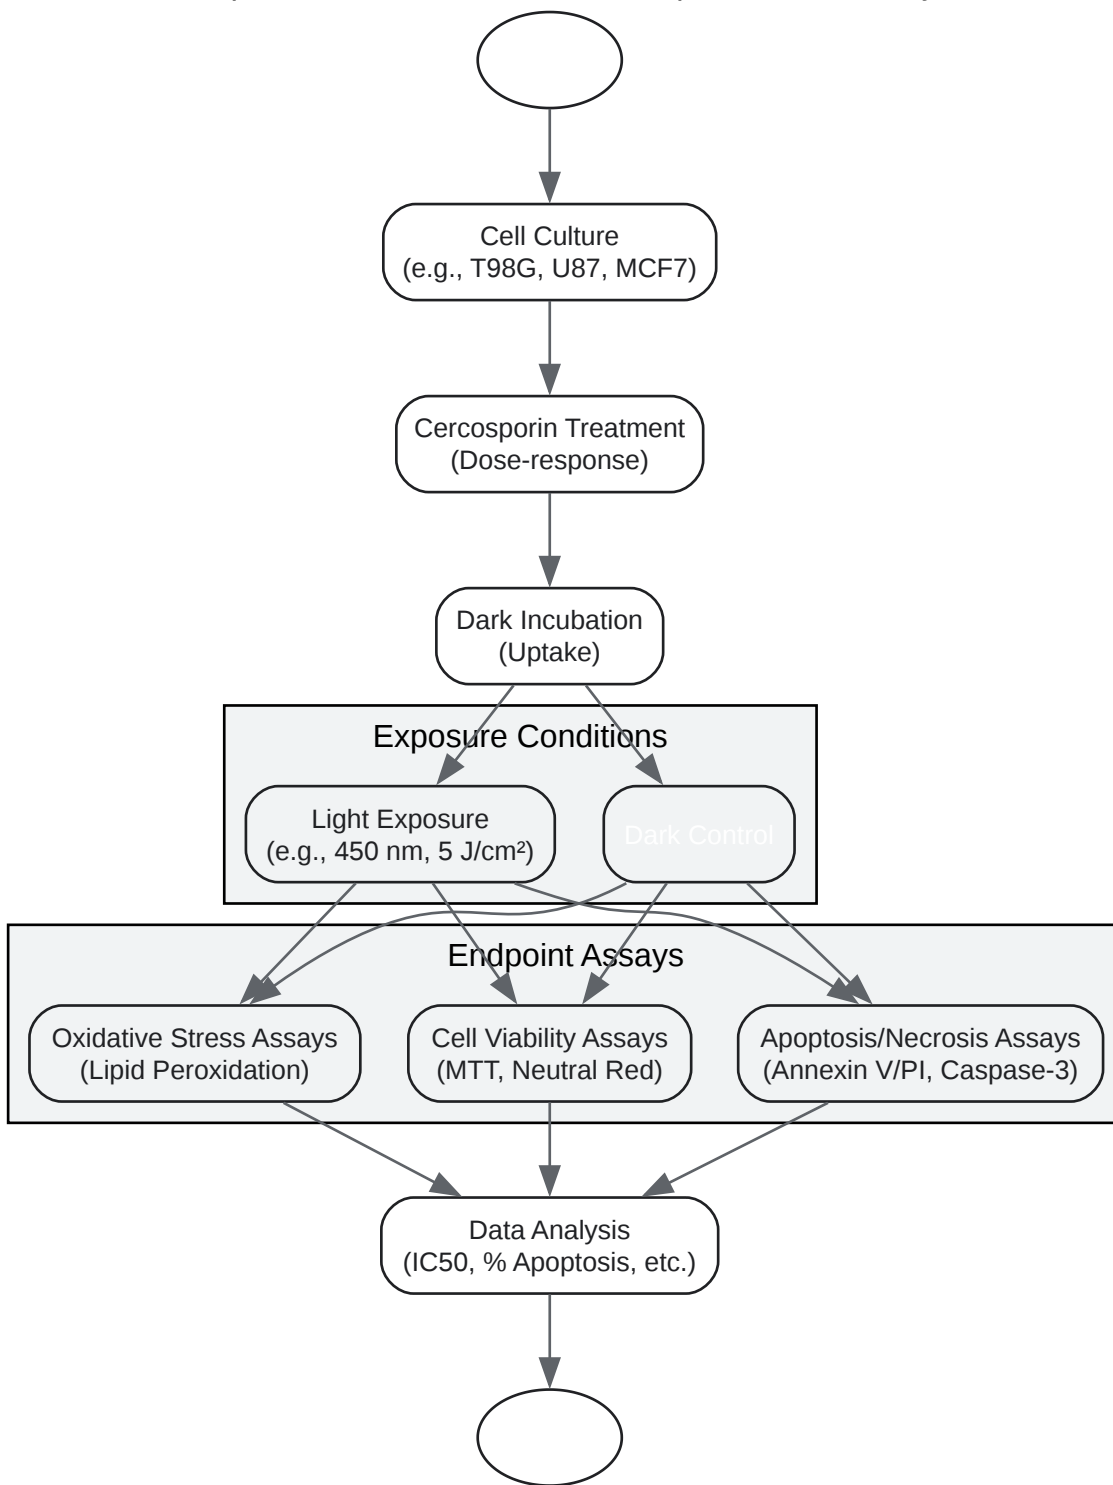 Cell Culture
(e.g., T98G, U87, MCF7)
Cercosporin Treatment
(Dose-response)
Dark Incubation
(Uptake)
Exposure Conditions
Light Exposure
(e.g., 450 nm, 5 J/cm²)
Dark Control
Endpoint Assays
Oxidative Stress Assays
(Lipid Peroxidation)
Cell Viability Assays
(MTT, Neutral Red)
Apoptosis/Necrosis Assays
(Annexin V/PI, Caspase-3)
Data Analysis
(IC50, % Apoptosis, etc.)